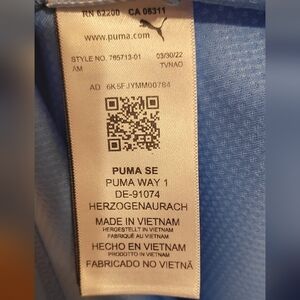 RN 62200 CA 06311
www.puma.com
STYLE NO. 765713-01 03/30/22
AM TVNAO
AD 6K5FJYMM00784
PUMA SE
PUMA WAY 1
DE-91074
HERZOGENAURACH
MADE IN VIETNAM
HERGESTELLT IN VIETNAM
FABRIQUÉ AU VIETNAM
HECHO EN VIETNAM
PRODOTTO IN VIETNAM
FABRICADO NO VIETNÃ